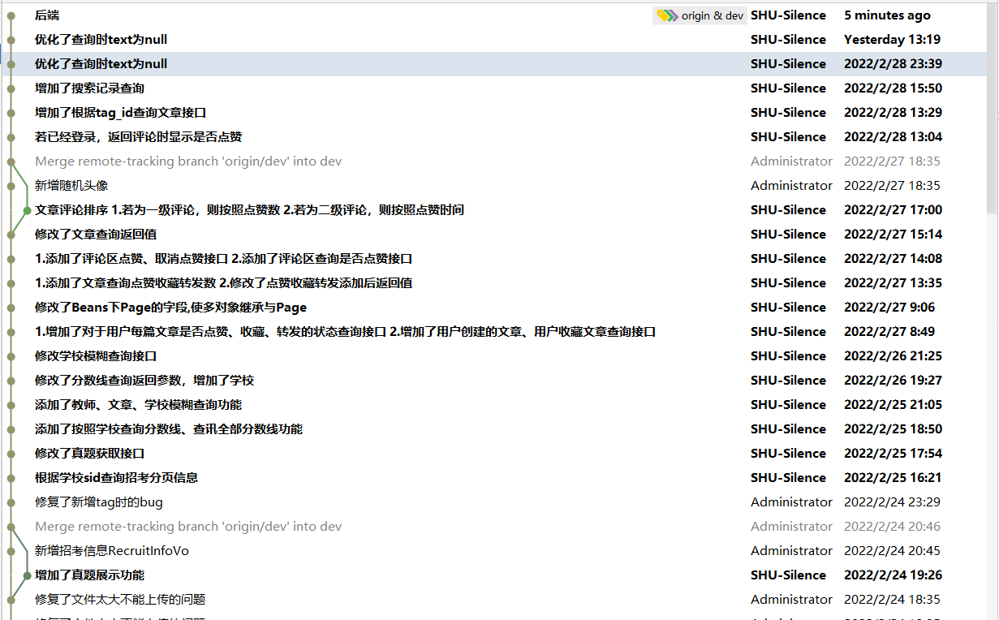 后端 origin & dev SHU-Silence 5 minutes ago
优化了查询时text为null SHU-Silence Yesterday 13:19
优化了查询时text为null SHU-Silence 2022/2/28 23:39
增加了搜索记录查询 SHU-Silence 2022/2/28 15:50
增加了根据tag_id查询文章接口 SHU-Silence 2022/2/28 13:29
若已经登录，返回评论时显示是否点赞 SHU-Silence 2022/2/28 13:04
Merge remote-tracking branch 'origin/dev' into dev Administrator 2022/2/27 18:35
新增随机头像 Administrator 2022/2/27 18:35
文章评论排序 1.若为一级评论，则按照点赞数 2.若为二级评论，则按照点赞时间 SHU-Silence 2022/2/27 17:00
修改了文章查询返回值 SHU-Silence 2022/2/27 15:14
1.添加了评论区点赞、取消点赞接口 2.添加了评论区查询是否点赞接口 SHU-Silence 2022/2/27 14:08
1.添加了文章查询点赞收藏转发数 2.修改了点赞收藏转发添加后返回值 SHU-Silence 2022/2/27 13:35
修改了Beans下Page的字段,使多对象继承与Page SHU-Silence 2022/2/27 9:06
1.增加了对于用户每篇文章是否点赞、收藏、转发的状态查询接口 2.增加了用户创建的文章、用户收藏文章查询接口 SHU-Silence 2022/2/27 8:49
修改学校模糊查询接口 SHU-Silence 2022/2/26 21:25
修改了分数线查询返回参数，增加了学校 SHU-Silence 2022/2/26 19:27
添加了教师、文章、学校模糊查询功能 SHU-Silence 2022/2/25 21:05
添加了按照学校查询分数线、查讯全部分数线功能 SHU-Silence 2022/2/25 18:50
修改了真题获取接口 SHU-Silence 2022/2/25 17:54
根据学校sid查询招考分页信息 SHU-Silence 2022/2/25 16:21
修复了新增tag时的bug Administrator 2022/2/24 23:29
Merge remote-tracking branch 'origin/dev' into dev Administrator 2022/2/24 20:46
新增招考信息RecruitInfoVo Administrator 2022/2/24 20:45
增加了真题展示功能 SHU-Silence 2022/2/24 19:26
修复了文件太大不能上传的问题 Administrator 2022/2/24 18:35